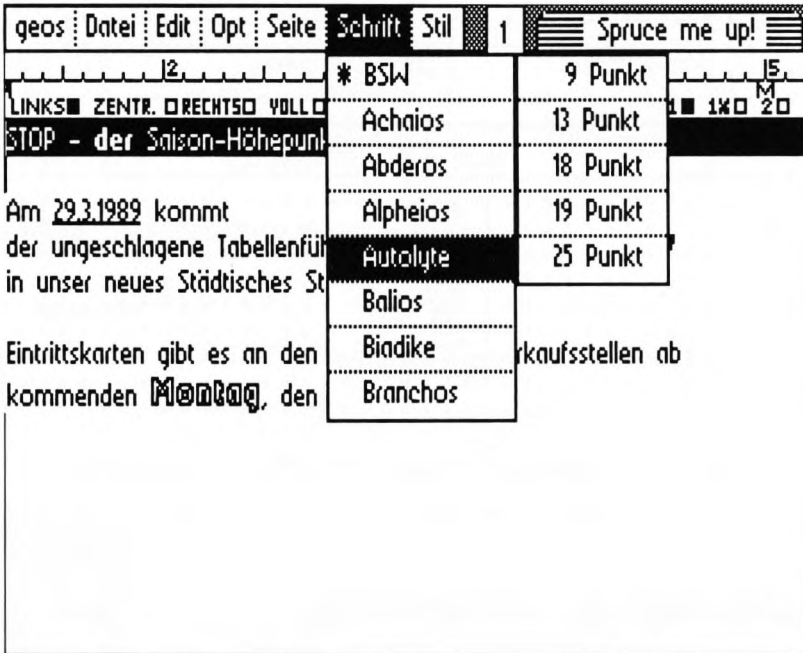 geos Datei Edit Opt Seite Schrift Stil 1 Spruce me up!
2 5
LINKS ZENTR. RECHTS VOLL 1 1½ 2
STOP - der Saison-Höhepunk
Am 29.3.1989 kommt
der ungeschlagene Tabellenfüh
in unser neues Städtisches St
Eintrittskarten gibt es an den rkaufsstellen ab
kommenden Montag, den
* BSW
Achaios
Abderos
Alpheios
Autolyte
Balios
Biadike
Branchos
9 Punkt
13 Punkt
18 Punkt
19 Punkt
25 Punkt